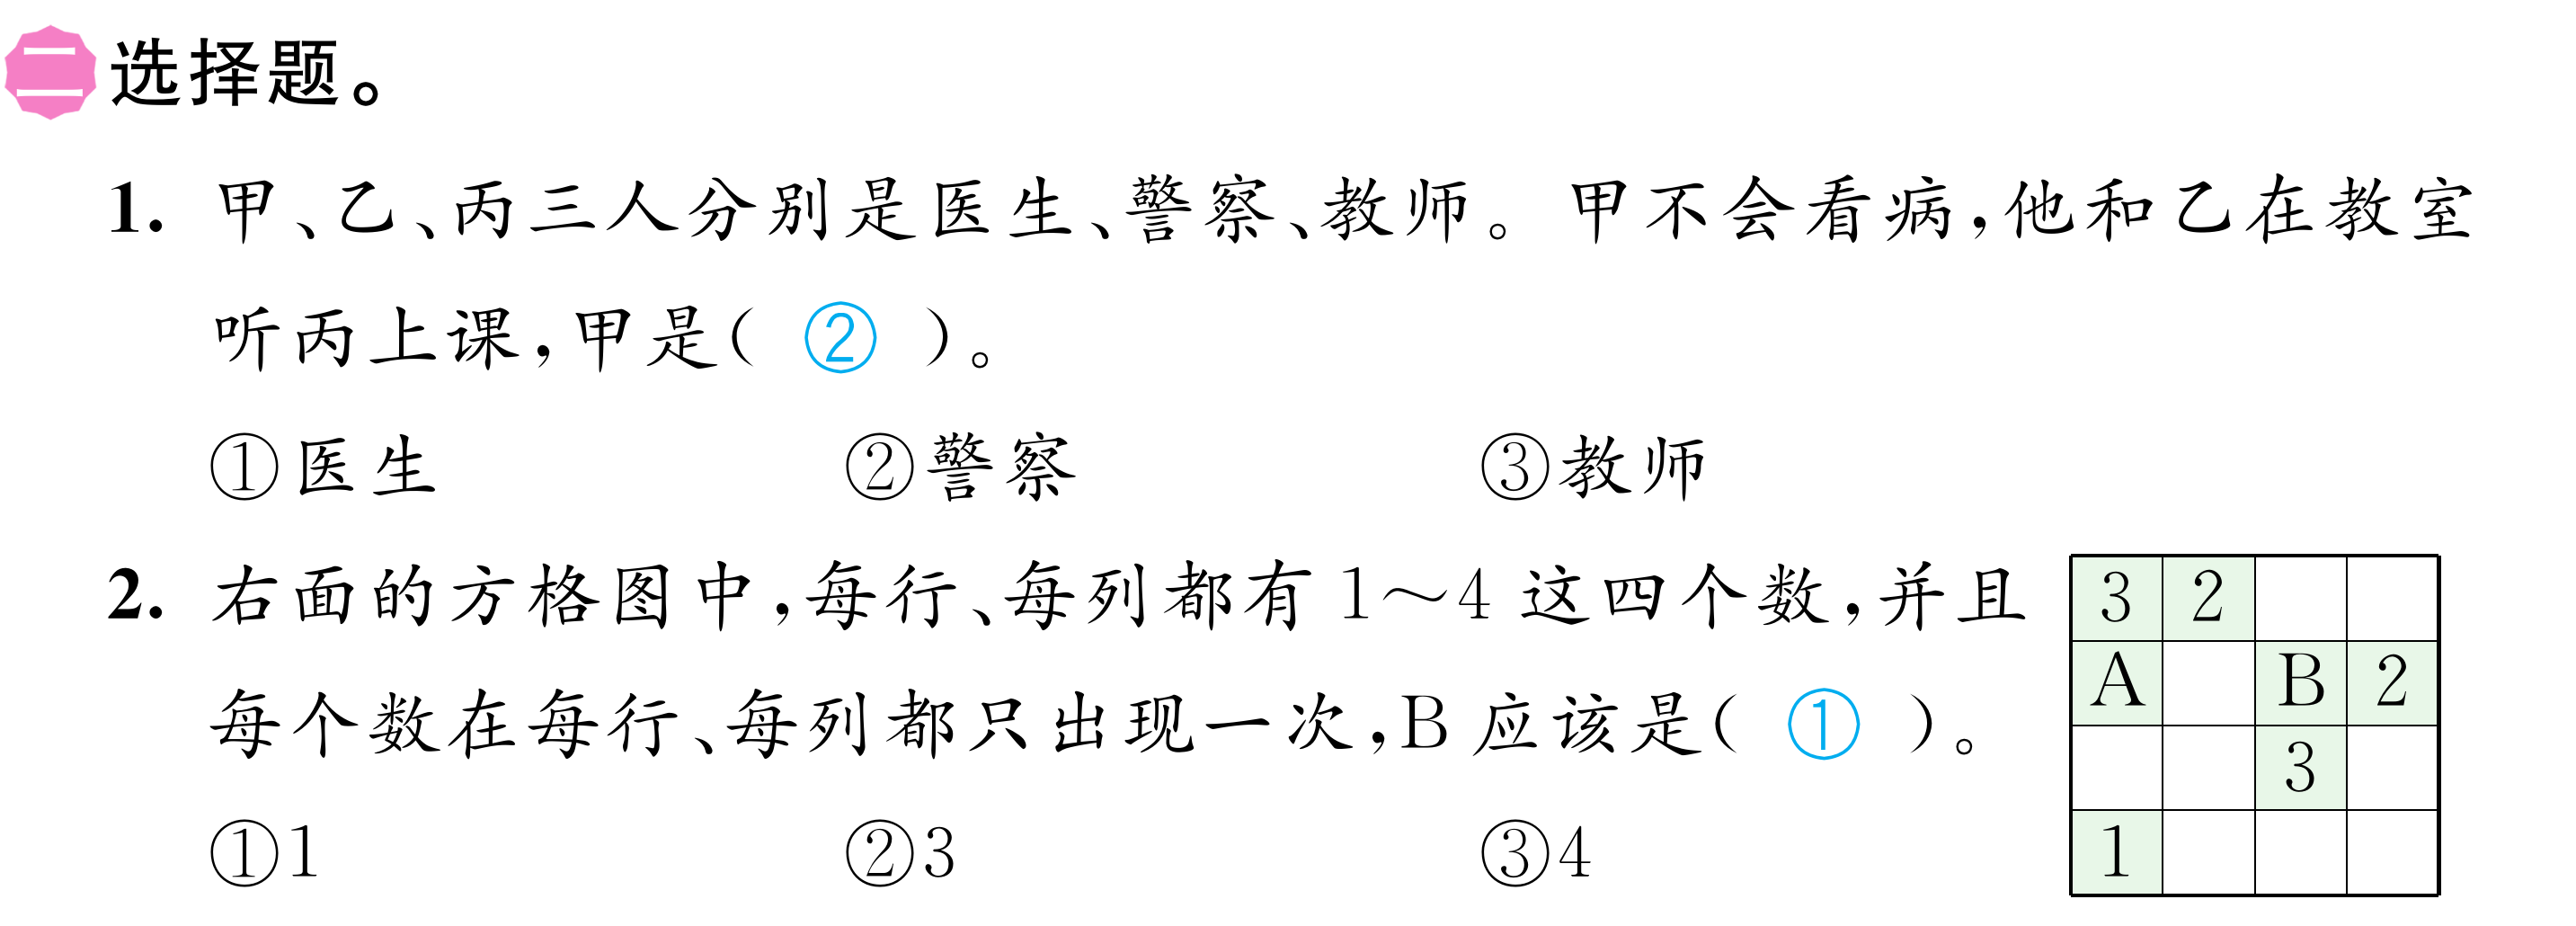 二 选择题。
1. 甲、乙、丙三人分别是医生、警察、教师。甲不会看病,他和乙在教室
听丙上课,甲是( ② )。
①医生 ②警察 ③教师
2. 右面的方格图中,每行、每列都有 1～4 这四个数,并且
每个数在每行、每列都只出现一次,B 应该是( ① )。
①1 ②3 ③4
3 2
A B 2
3
1